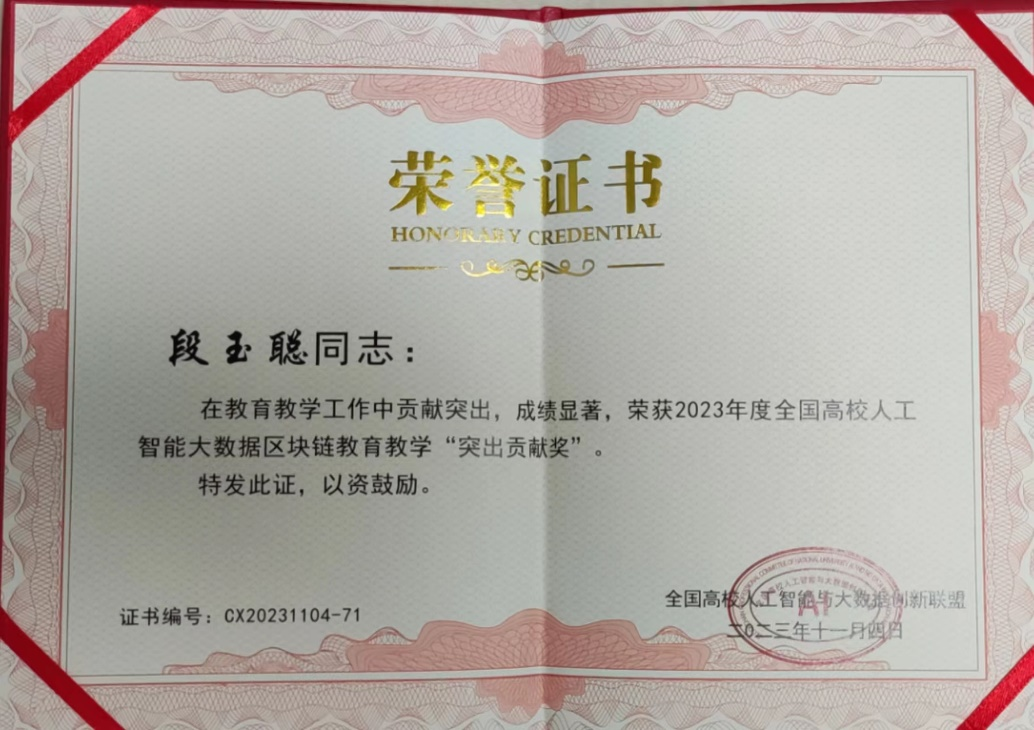 荣誉证书
HONORARY CREDENTIAL
段玉聪同志：
在教育教学工作中贡献突出，成绩显著，荣获2023年度全国高校人工
智能大数据区块链教育教学“突出贡献奖”。
特发此证，以资鼓励。
证书编号：CX20231104-71
全国高校人工智能与大数据创新联盟
二〇二三年十一月四日
AI